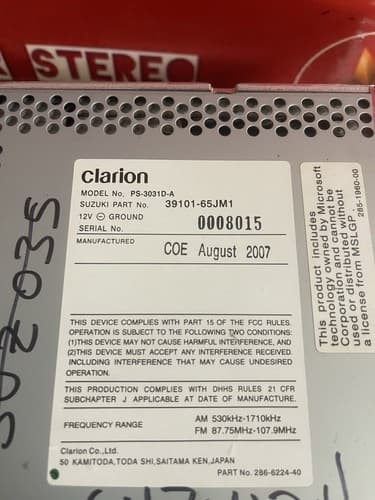 STEREO
clarion
MODEL No. PS-3031D-A
SUZUKI PART No. 39101-65JM1
12V ⊖ GROUND
SERIAL No. 0008015
MANUFACTURED COE August 2007
THIS DEVICE COMPLIES WITH PART 15 OF THE FCC RULES.
OPERATION IS SUBJECT TO THE FOLLOWING TWO CONDITIONS:
(1)THIS DEVICE MAY NOT CAUSE HARMFUL INTERFERENCE, AND
(2)THIS DEVICE MUST ACCEPT ANY INTERFERENCE RECEIVED.
INCLUDING INTERFERENCE THAT MAY CAUSE UNDESIRED
OPERATION.
THIS PRODUCTION COMPLIES WITH DHHS RULES 21 CFR
SUBCHAPTER J APPLICABLE AT DATE OF MANUFACTURE.
FREQUENCY RANGE
AM 530kHz-1710kHz
FM 87.75MHz-107.9MHz
Clarion Co.,Ltd.
50 KAMITODA,TODA SHI,SAITAMA KEN,JAPAN
PART No. 286-6224-40
This product includes
technology owned by Microsoft
Corporation and cannot be
used or distributed without
a license from MSLGP.
285-1960-00
SUZ03S